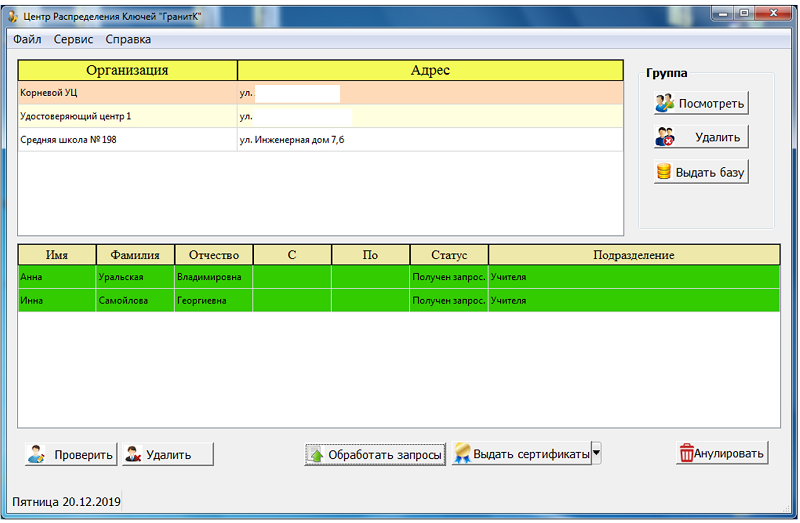 Центр Распределения Ключей "ГранитК"
Файл Сервис Справка
Организация Адрес
Корневой УЦ ул.
Удостоверяющий центр 1 ул.
Средняя школа № 198 ул. Инженерная дом 7,б
Группа
Посмотреть
Удалить
Выдать базу
Имя Фамилия Отчество С По Статус Подразделение
Анна Уральская Владимировна Получен запрос. Учителя
Инна Самойлова Георгиевна Получен запрос. Учителя
Проверить Удалить Обработать запросы Выдать сертификаты Анулировать
Пятница 20.12.2019